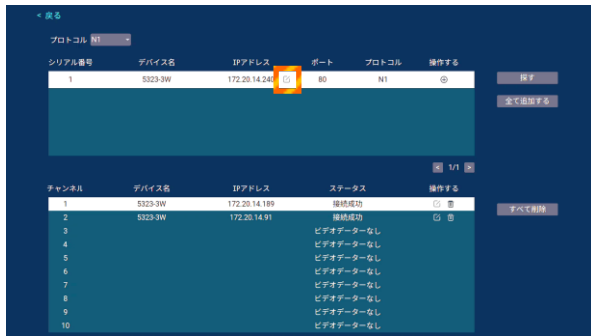 < 戻る
プロトコル N1
シリアル番号 デバイス名 IPアドレス ポート プロトコル 操作する
1 5323-3W 172.20.14.240 80 N1
探す
全て追加する
< 1/1 >
チャンネル デバイス名 IPアドレス ステータス 操作する
1 5323-3W 172.20.14.189 接続成功
すべて削除
2 5323-3W 172.20.14.91 接続成功
3 ビデオデーターなし
4 ビデオデーターなし
5 ビデオデーターなし
6 ビデオデーターなし
7 ビデオデーターなし
8 ビデオデーターなし
9 ビデオデーターなし
10 ビデオデーターなし